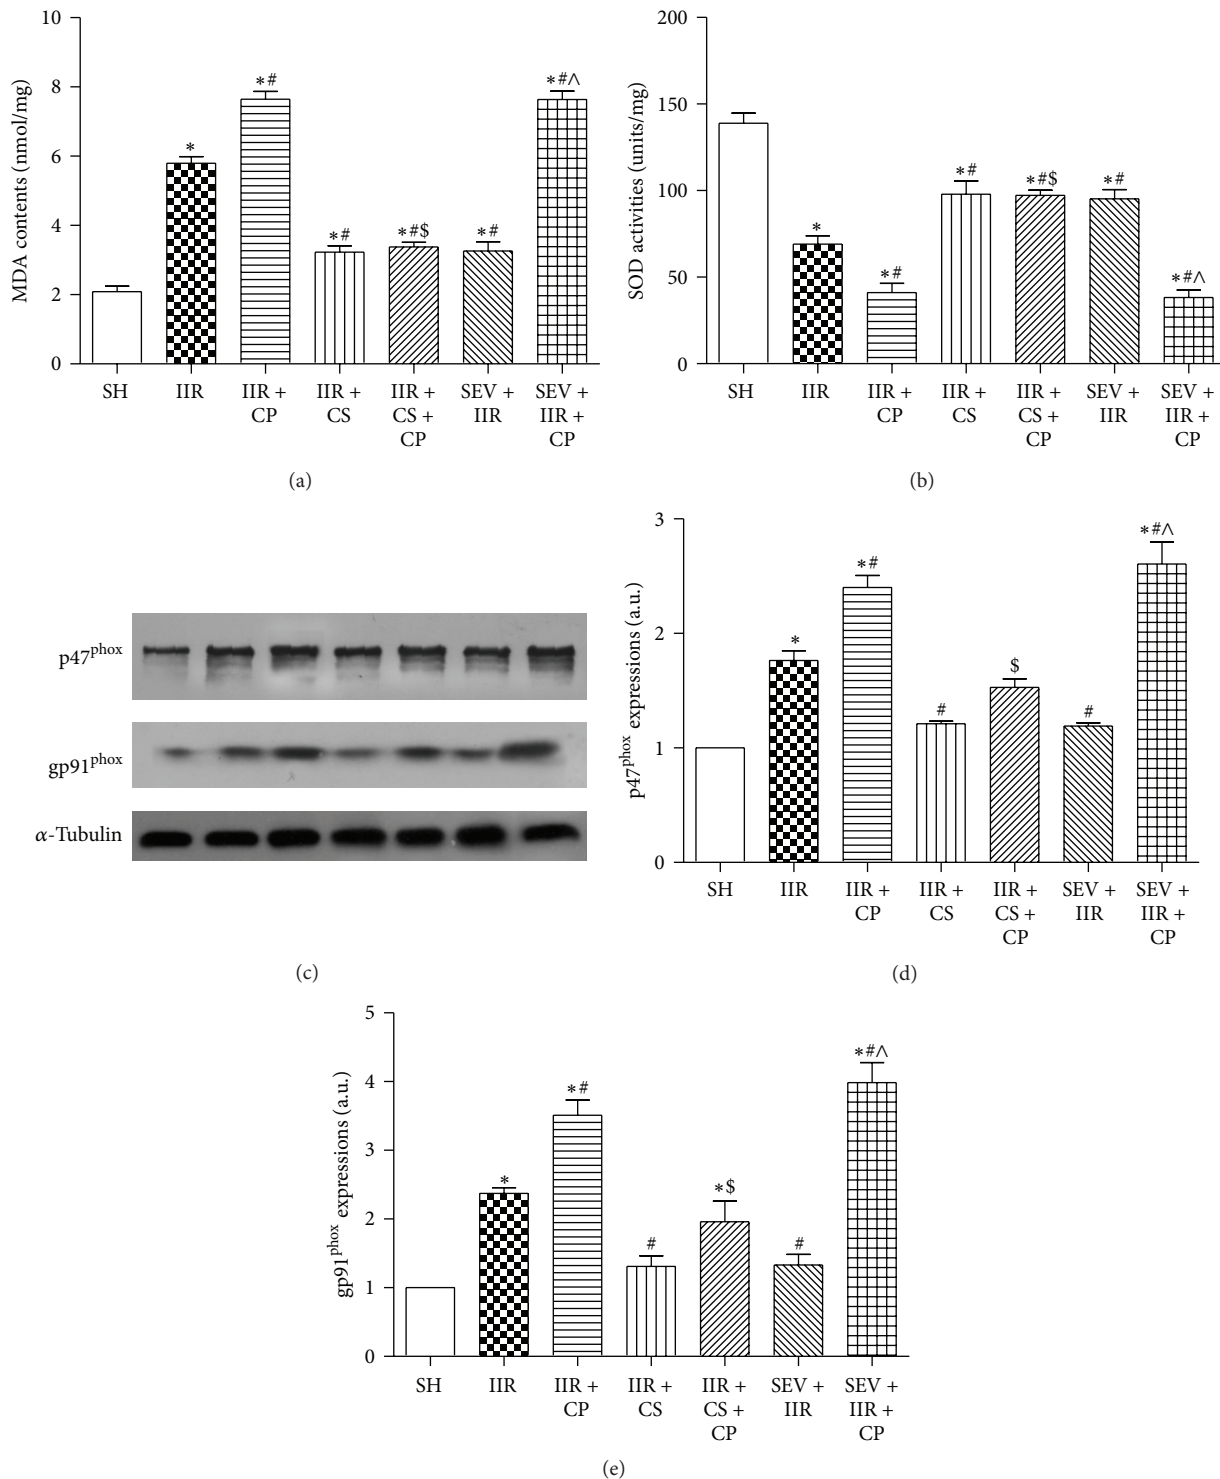 10
8
6
4
2
0
MDA contents (nmol/mg)
*
*#
*#
*#$
*#
*#^
SH IIR IIR + IIR + IIR + SEV + SEV +
CP CS CS + IIR IIR +
CP CP
(a)
200
150
100
50
0
SOD activities (units/mg)
*
*#
*#
*#$
*#
*#^
SH IIR IIR + IIR + IIR + SEV + SEV +
CP CS CS + IIR IIR +
CP CP
(b)
p47phox
gp91phox
α-Tubulin
(c)
3
2
1
0
p47phox expressions (a.u.)
*
*#
#
$
#
*#^
SH IIR IIR + IIR + IIR + SEV + SEV +
CP CS CS + IIR IIR +
CP CP
(d)
5
4
3
2
1
0
gp91phox expressions (a.u.)
*
*#
#
*$
#
*#^
SH IIR IIR + IIR + IIR + SEV + SEV +
CP CS CS + IIR IIR +
CP CP
(e)